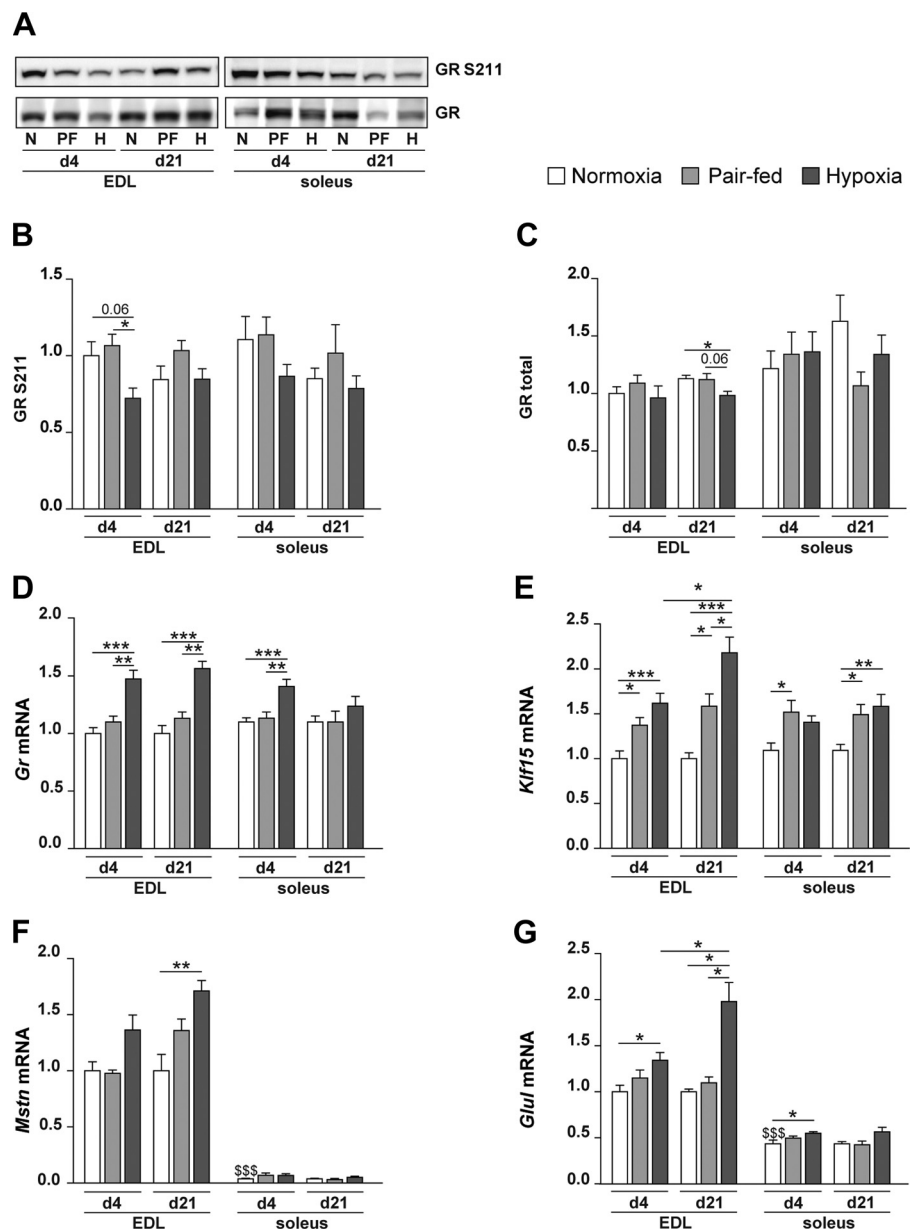 A
GR S211
GR
N PF H N PF H N PF H N PF H
d4 d21 d4 d21
EDL soleus
Normoxia Pair-fed Hypoxia
B
GR S211
1.5
1.0
0.5
0.0
0.06
*
d4 d21 d4 d21
EDL soleus
C
GR total
2.0
1.5
1.0
0.5
*
0.06
d4 d21 d4 d21
EDL soleus
D
Gr mRNA
2.0
1.5
1.0
0.0
***
**
***
**
***
**
d4 d21 d4 d21
EDL soleus
E
Klf15 mRNA
2.5
2.0
1.5
1.0
0.5
0.0
*
***
* *
***
*
*
**
*
d4 d21 d4 d21
EDL soleus
F
Mstn mRNA
2.0
1.5
1.0
0.5
0.0
**
$$$
d4 d21 d4 d21
EDL soleus
G
Glul mRNA
2.5
2.0
1.5
1.0
0.5
0.0
*
*
*
*
*
$$$
d4 d21 d4 d21
EDL soleus